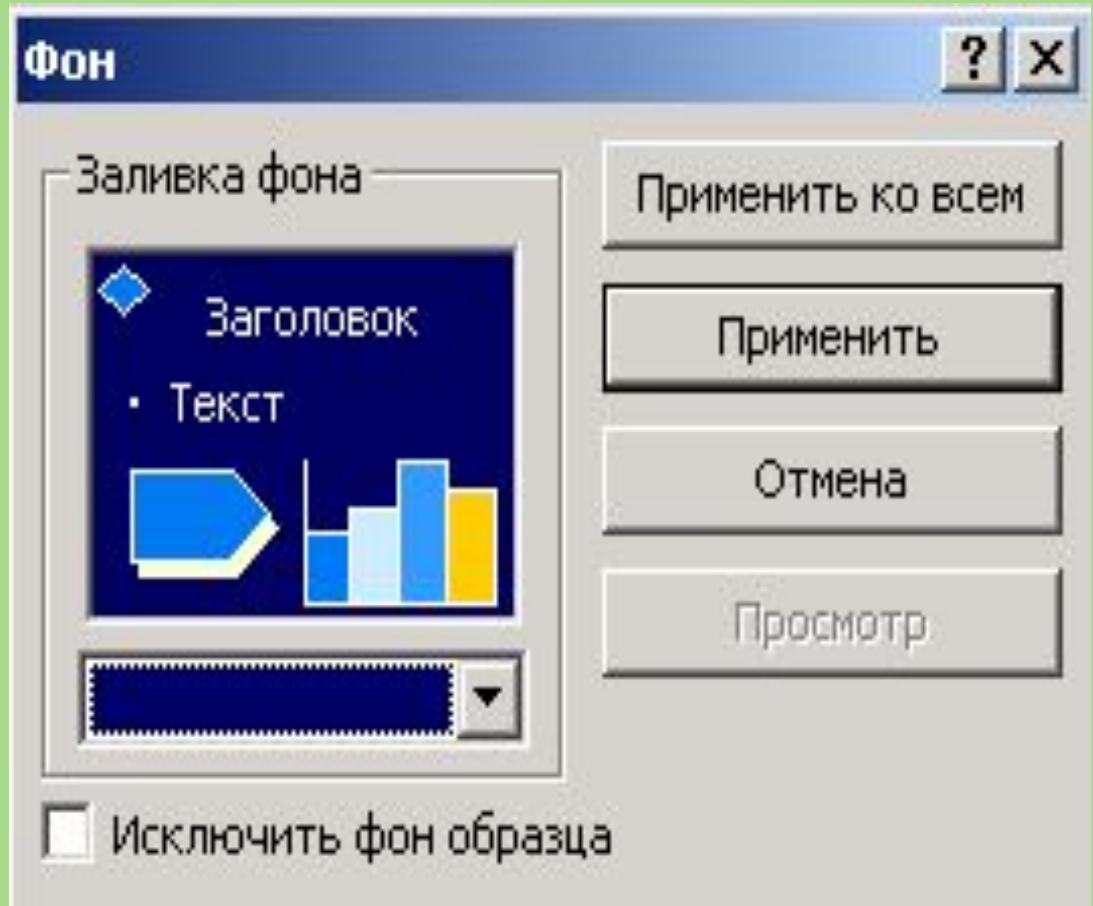 Фон
Заливка фона
Заголовок
· Текст
Исключить фон образца
Применить ко всем
Применить
Отмена
Просмотр